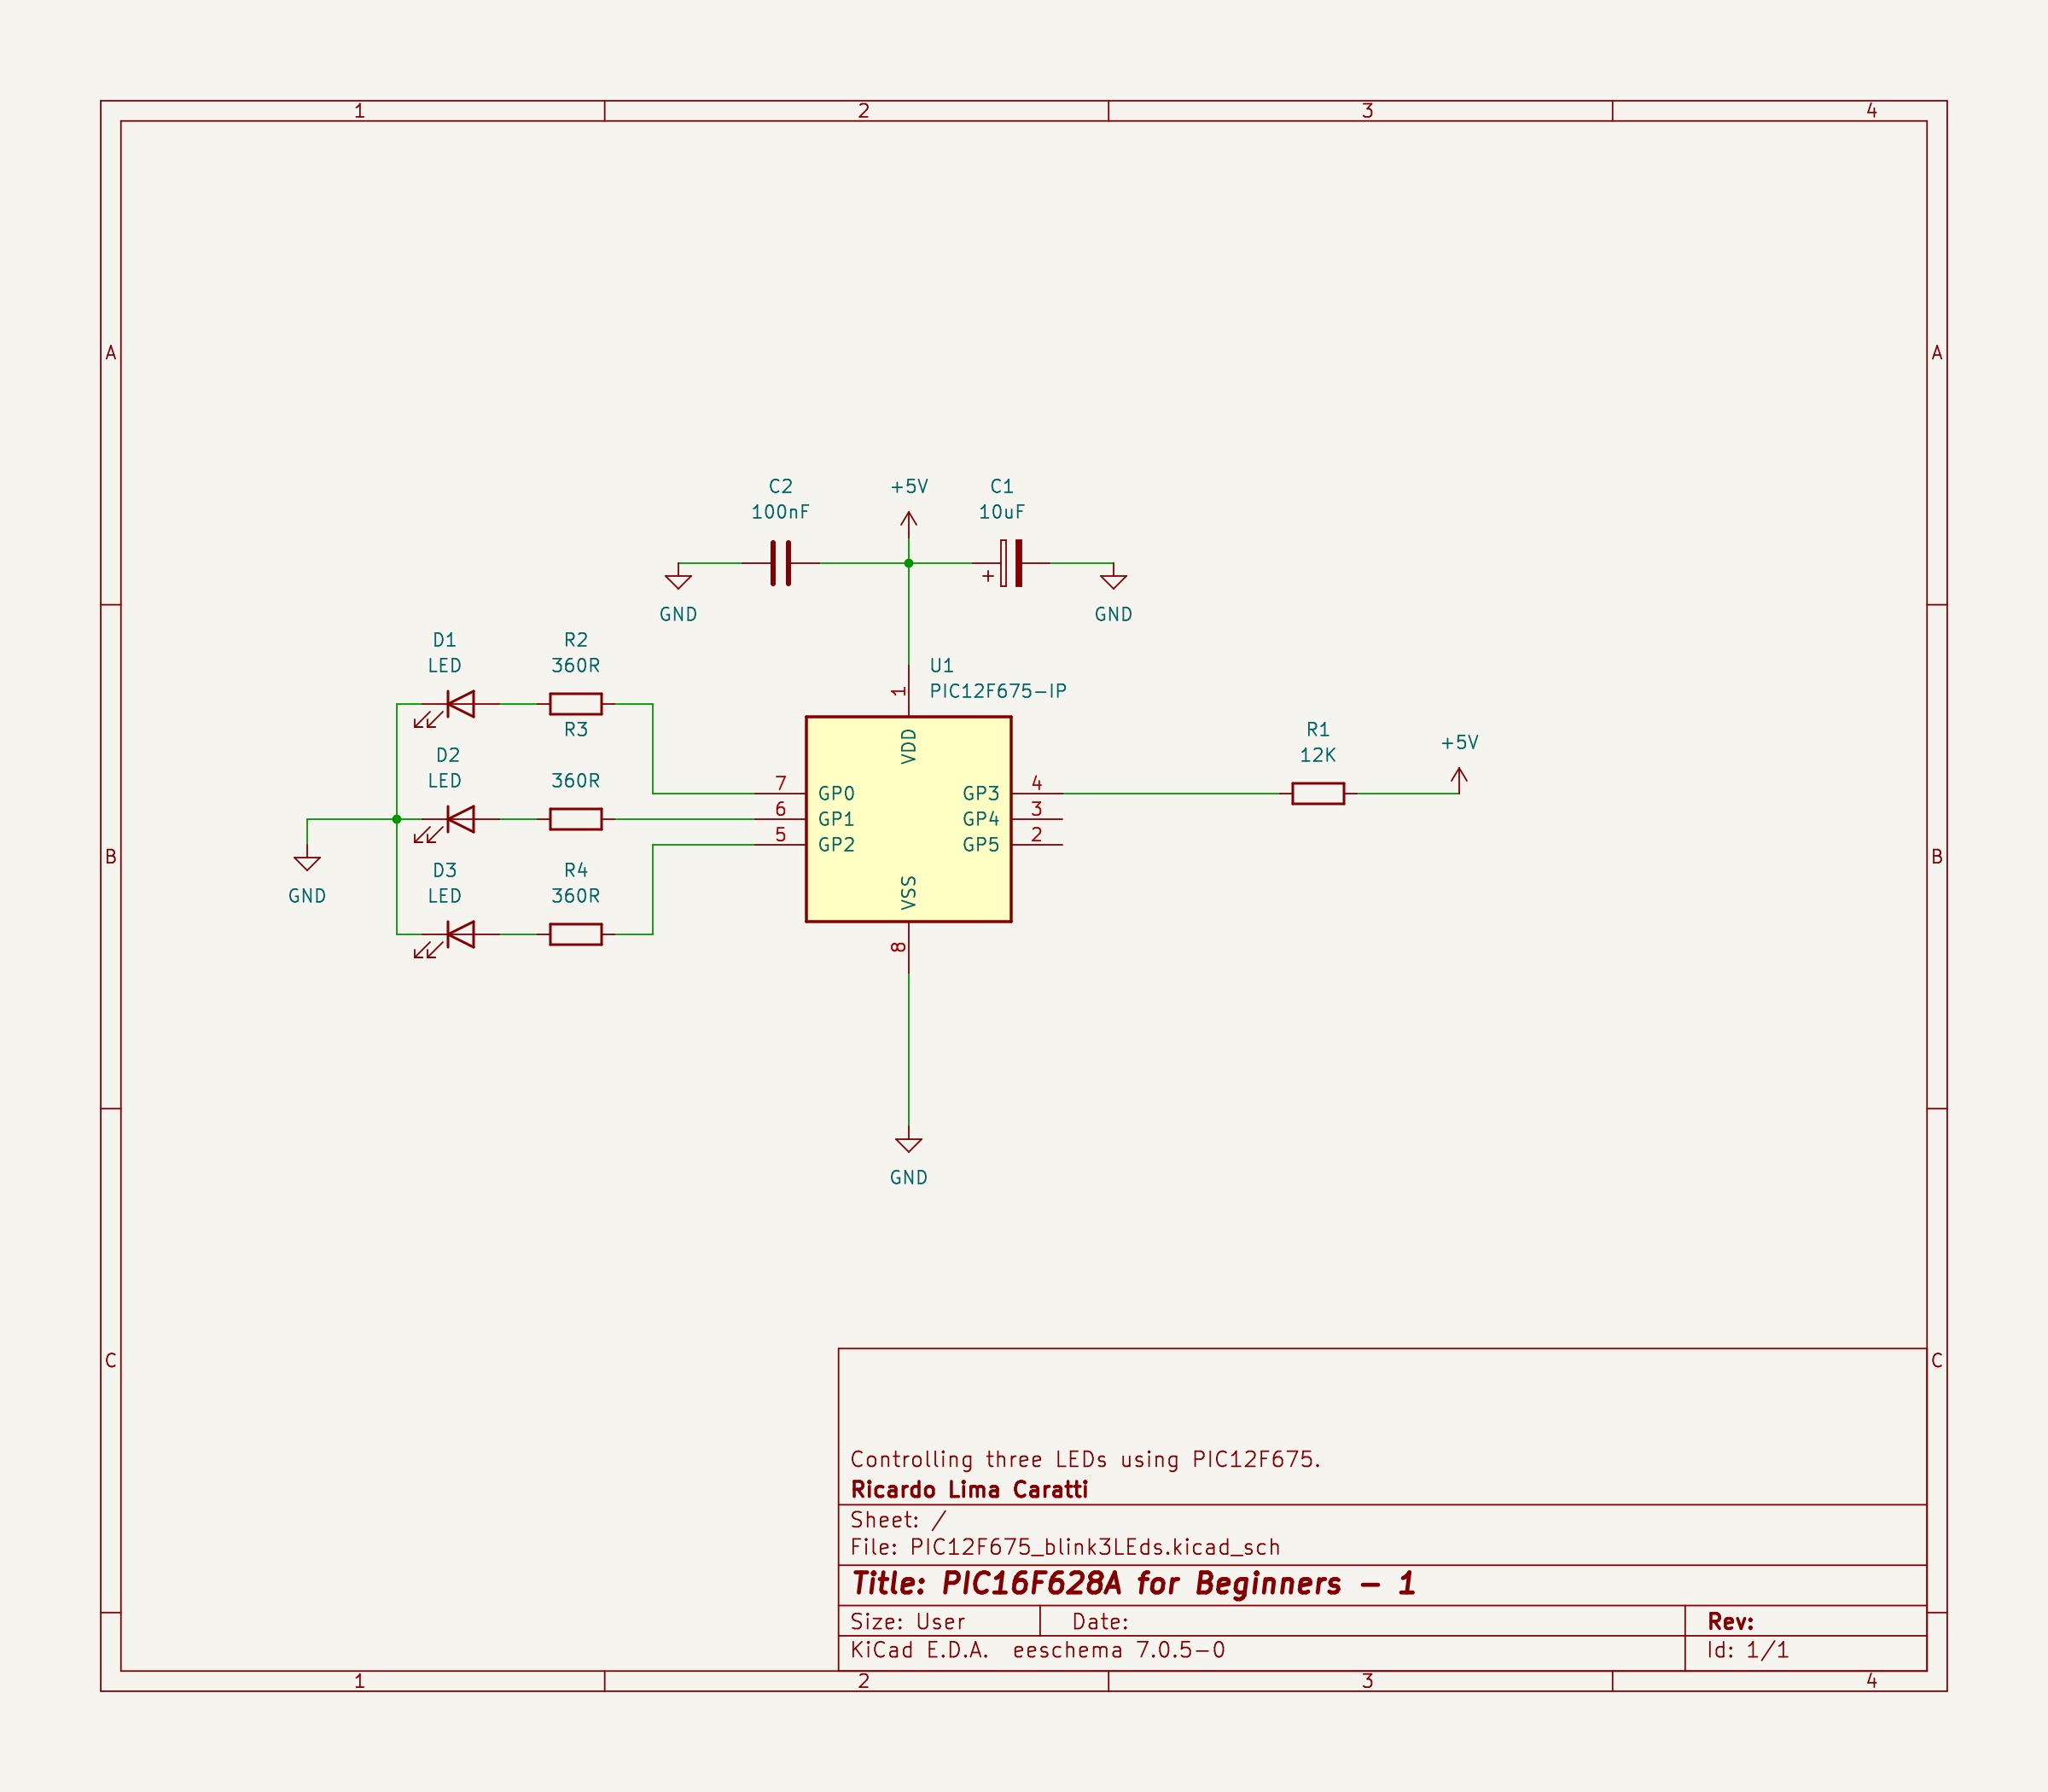 1 2 3 4
A A
C2 +5V C1
100nF 10uF
GND GND
D1 R2
LED 360R
U1
1 PIC12F675-IP
R3
VDD
R1
12K
+5V
D2
LED 360R
7 GP0 GP3 4
6 GP1 GP4 3
5 GP2 GP5 2
B B
D3 R4
LED 360R
GND
VSS
8
GND
C C
Controlling three LEDs using PIC12F675.
Ricardo Lima Caratti
Sheet: /
File: PIC12F675_blink3LEds.kicad_sch
Title: PIC16F628A for Beginners - 1
Size: User Date: Rev:
KiCad E.D.A. eeschema 7.0.5-0 Id: 1/1
1 2 3 4